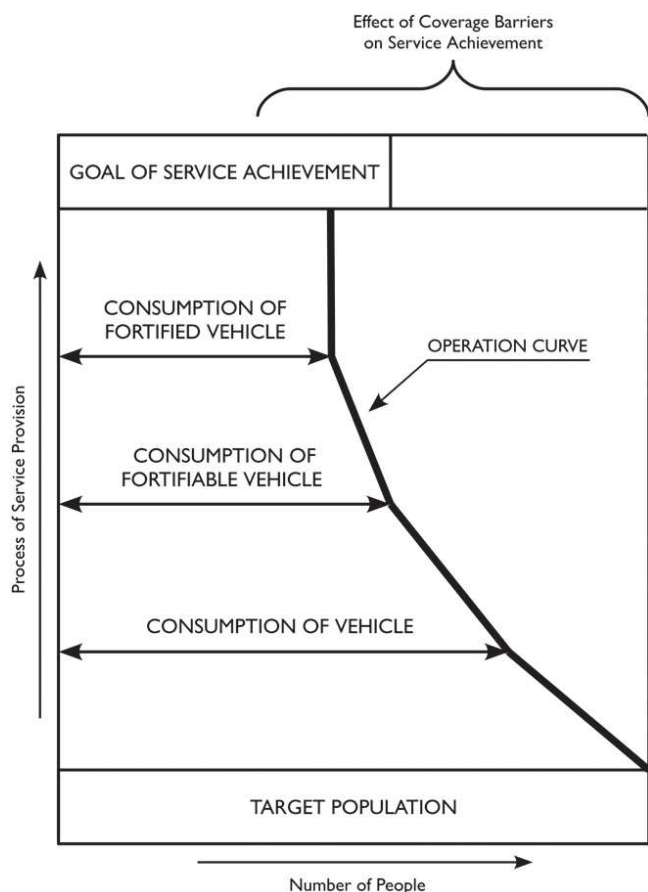 Effect of Coverage Barriers
on Service Achievement
GOAL OF SERVICE ACHIEVEMENT
CONSUMPTION OF
FORTIFIED VEHICLE
OPERATION CURVE
CONSUMPTION OF
FORTIFIABLE VEHICLE
Process of Service Provision
CONSUMPTION OF VEHICLE
TARGET POPULATION
Number of People